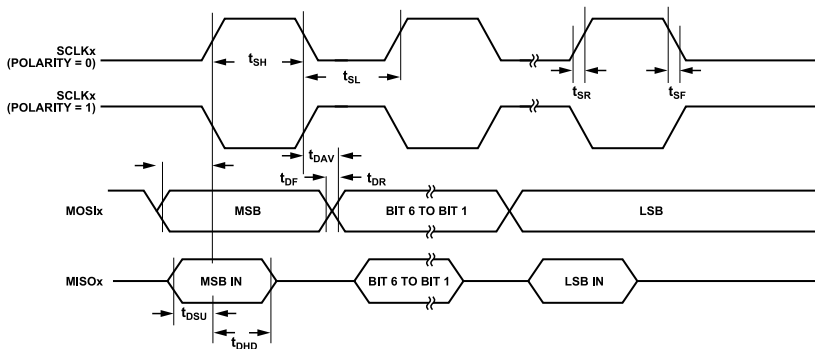 SCLKx
(POLARITY = 0)
tSH
tSL
tSR
tSF
SCLKx
(POLARITY = 1)
tDAV
tDF
tDR
MOSIx
MSB
BIT 6 TO BIT 1
LSB
MISOx
MSB IN
BIT 6 TO BIT 1
LSB IN
tDSU
tDHD